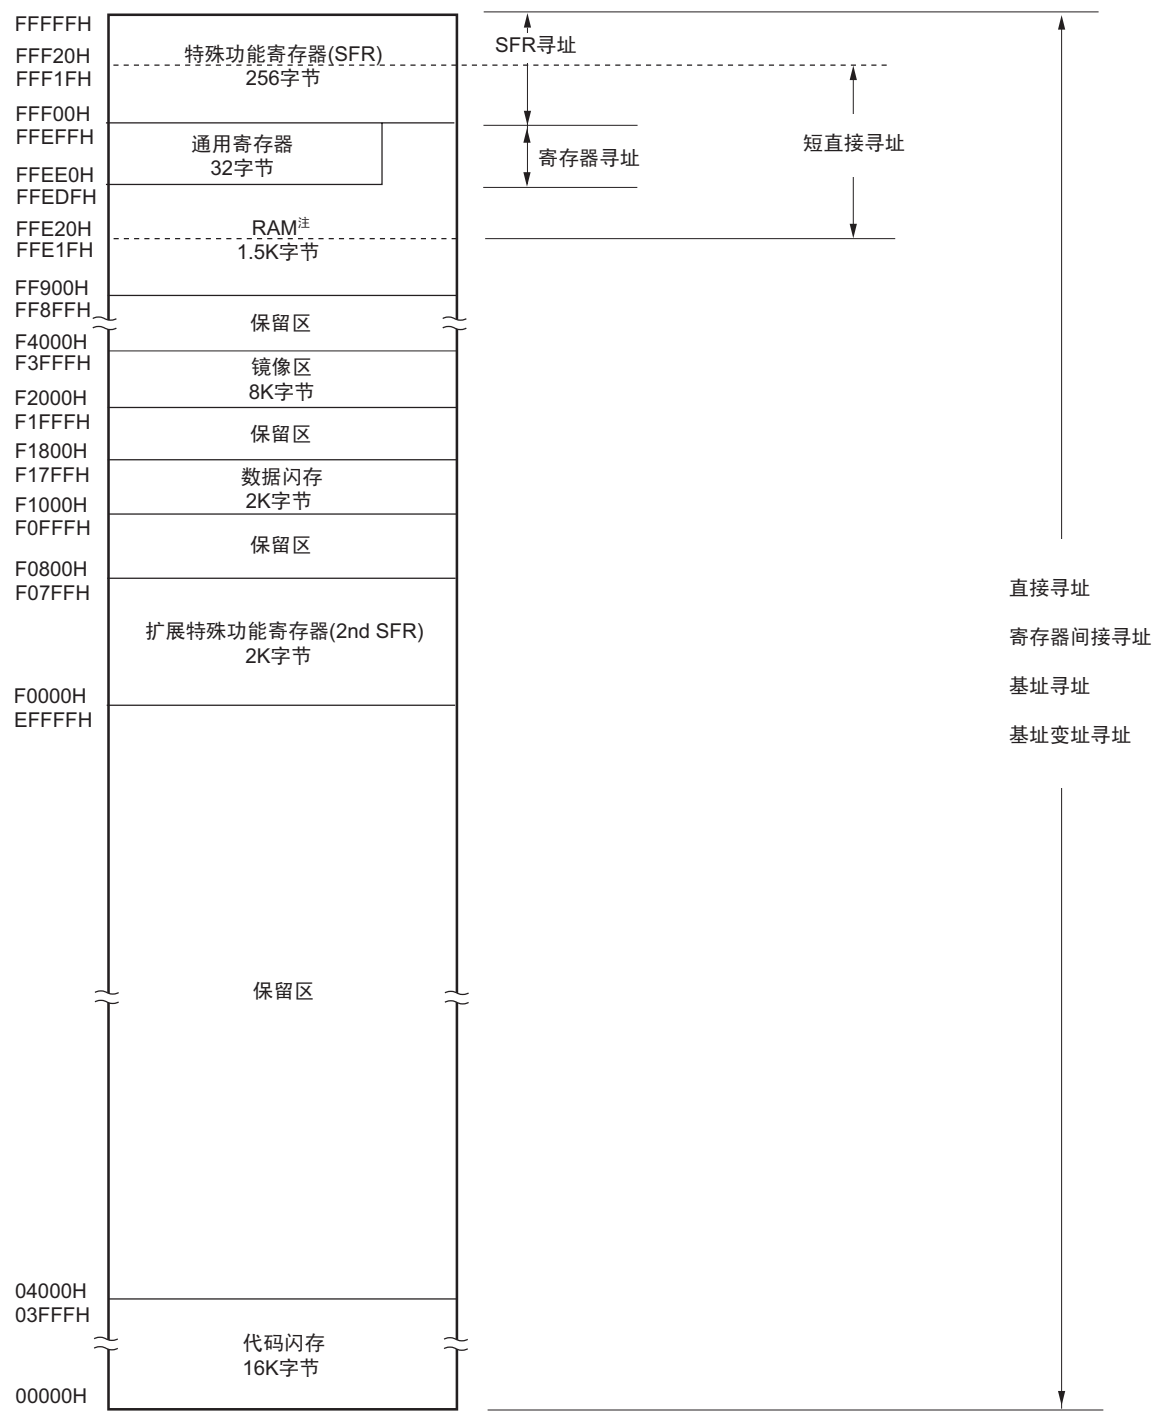 FFFFFH
SFR寻址
特殊功能寄存器(SFR)
256字节
FFF20H
FFF1FH
FFF00H
FFEFFH
通用寄存器
32字节
寄存器寻址
短直接寻址
FFEE0H
FFEDFH
FFE20H
FFE1FH
RAM注
1.5K字节
FF900H
FF8FFH
保留区
F4000H
F3FFFH
镜像区
8K字节
F2000H
F1FFFH
保留区
F1800H
F17FFH
数据闪存
2K字节
F1000H
F0FFFH
保留区
F0800H
F07FFH
扩展特殊功能寄存器(2nd SFR)
2K字节
F0000H
EFFFFH
直接寻址
寄存器间接寻址
基址寻址
基址变址寻址
保留区
04000H
03FFFH
代码闪存
16K字节
00000H